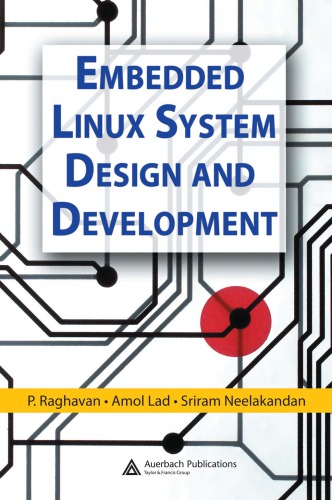 EMBEDDED
LINUX SYSTEM
DESIGN AND
DEVELOPMENT
P. Raghavan • Amol Lad • Sriram Neelakandan
Auerbach Publications
Taylor & Francis Group